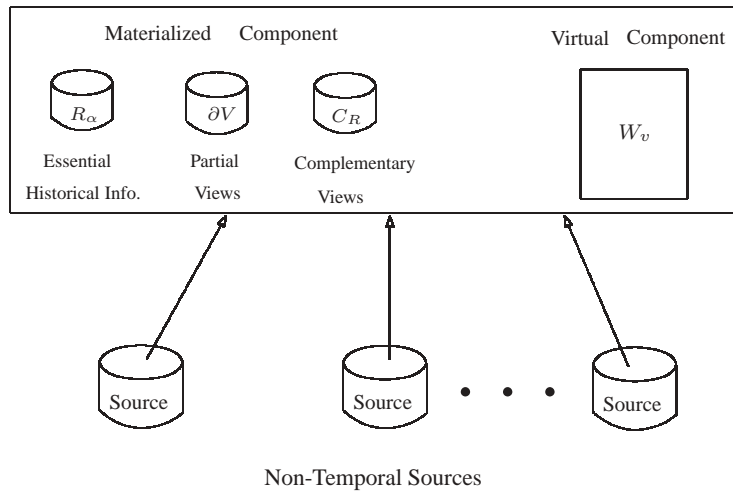 Materialized Component
Virtual Component
R_α
∂V
C_R
W_v
Essential
Historical Info.
Partial
Views
Complementary
Views
Source
Source
• • •
Source
Non-Temporal Sources